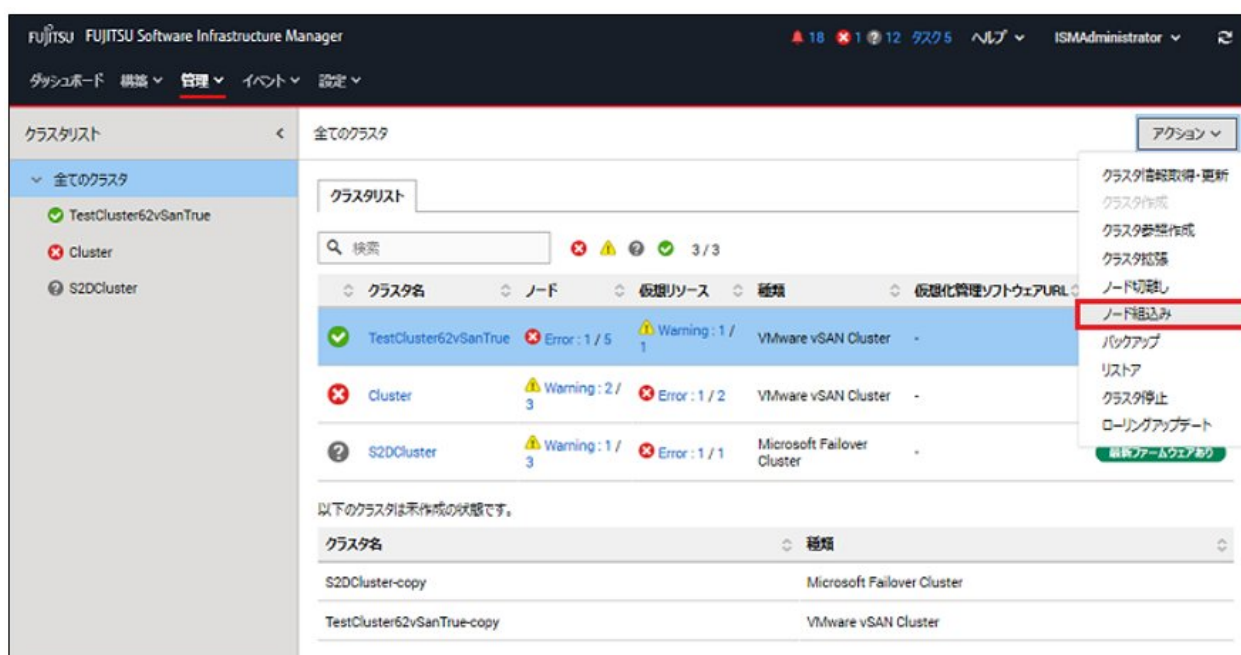 FUJITSU FUJITSU Software Infrastructure Manager 18 1 12 タスク 5 ヘルプ ISMAdministrator
ダッシュボード 構築 管理 イベント 設定
クラスタリスト
全てのクラスタ
TestCluster62vSanTrue
Cluster
S2DCluster
全てのクラスタ
アクション
クラスタ情報取得・更新
クラスタ作成
クラスタ参照作成
クラスタ拡張
ノード切離し
ノード組込み
バックアップ
リストア
クラスタ停止
ローリングアップデート
クラスタリスト
検索 3 / 3
クラスタ名 ノード 仮想リソース 種類 仮想化管理ソフトウェアURL
TestCluster62vSanTrue Error : 1 / 5 Warning : 1 / 1 VMware vSAN Cluster -
Cluster Warning : 2 / 3 Error : 1 / 2 VMware vSAN Cluster -
S2DCluster Warning : 1 / 3 Error : 1 / 1 Microsoft Failover Cluster - 最新ファームウェアあり
以下のクラスタは未作成の状態です。
クラスタ名 種類
S2DCluster-copy Microsoft Failover Cluster
TestCluster62vSanTrue-copy VMware vSAN Cluster